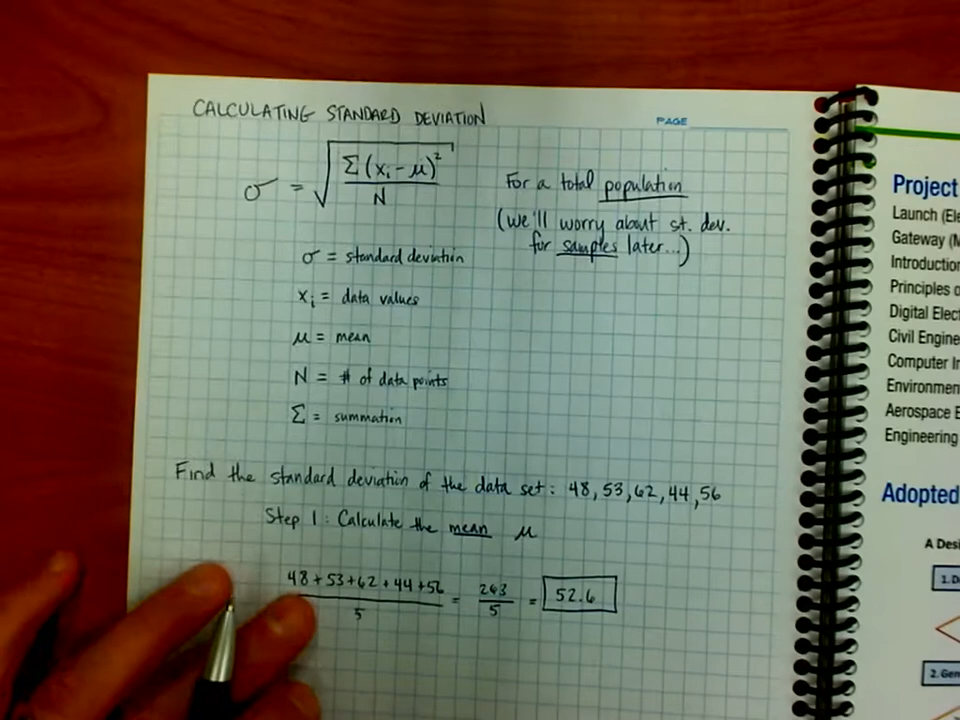 CALCULATING STANDARD DEVIATION
PAGE
σ = √(Σ(xᵢ - μ)² / N)
For a total population
(we'll worry about st. dev.
for samples later...)
σ = standard deviation
xᵢ = data values
μ = mean
N = # of data points
Σ = summation
Find the standard deviation of the data set: 48, 53, 62, 44, 56
Step 1: Calculate the mean μ
48+53+62+44+56 / 5 = 263 / 5 = 52.6
Project
Launch (Ele
Gateway (M
Introduction
Principles o
Digital Elect
Civil Engine
Computer In
Environmen
Aerospace E
Engineering
Adopted
A Desi
1. D
2. Gen